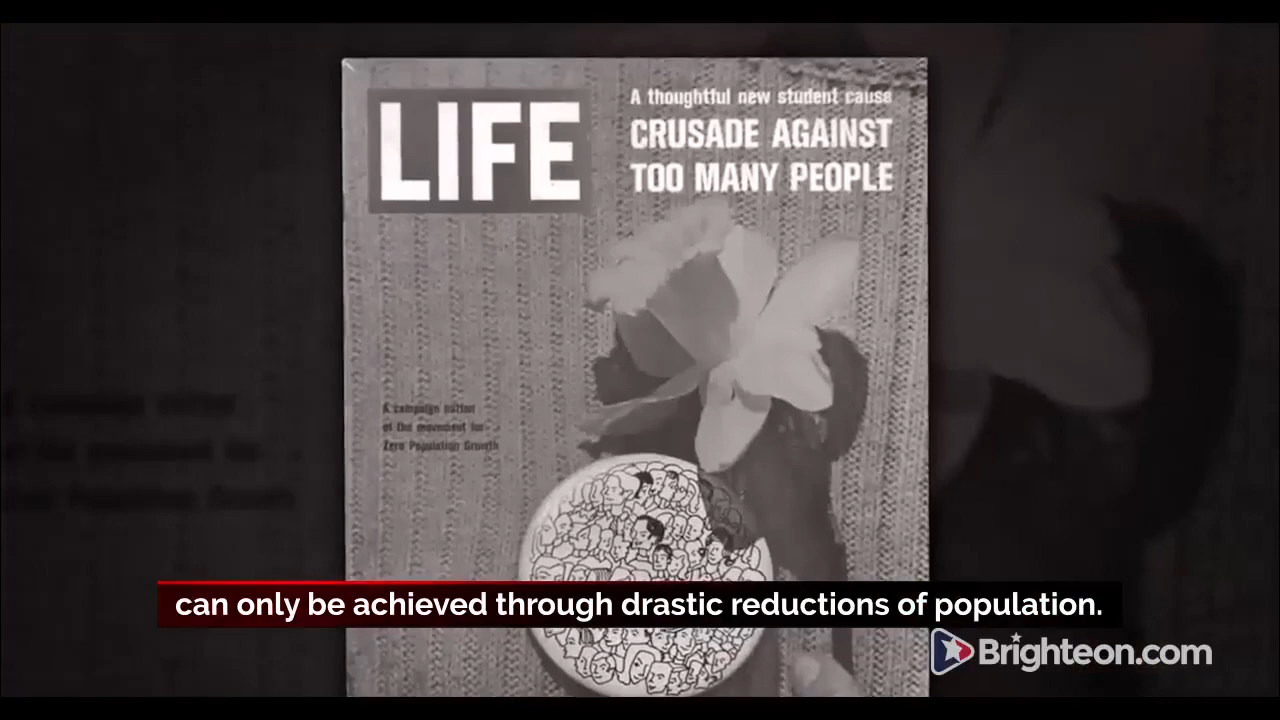 LIFE
A thoughtful new student cause
CRUSADE AGAINST
TOO MANY PEOPLE
A campaign button
of the movement for
Zero Population Growth
can only be achieved through drastic reductions of population.
Brighteon.com